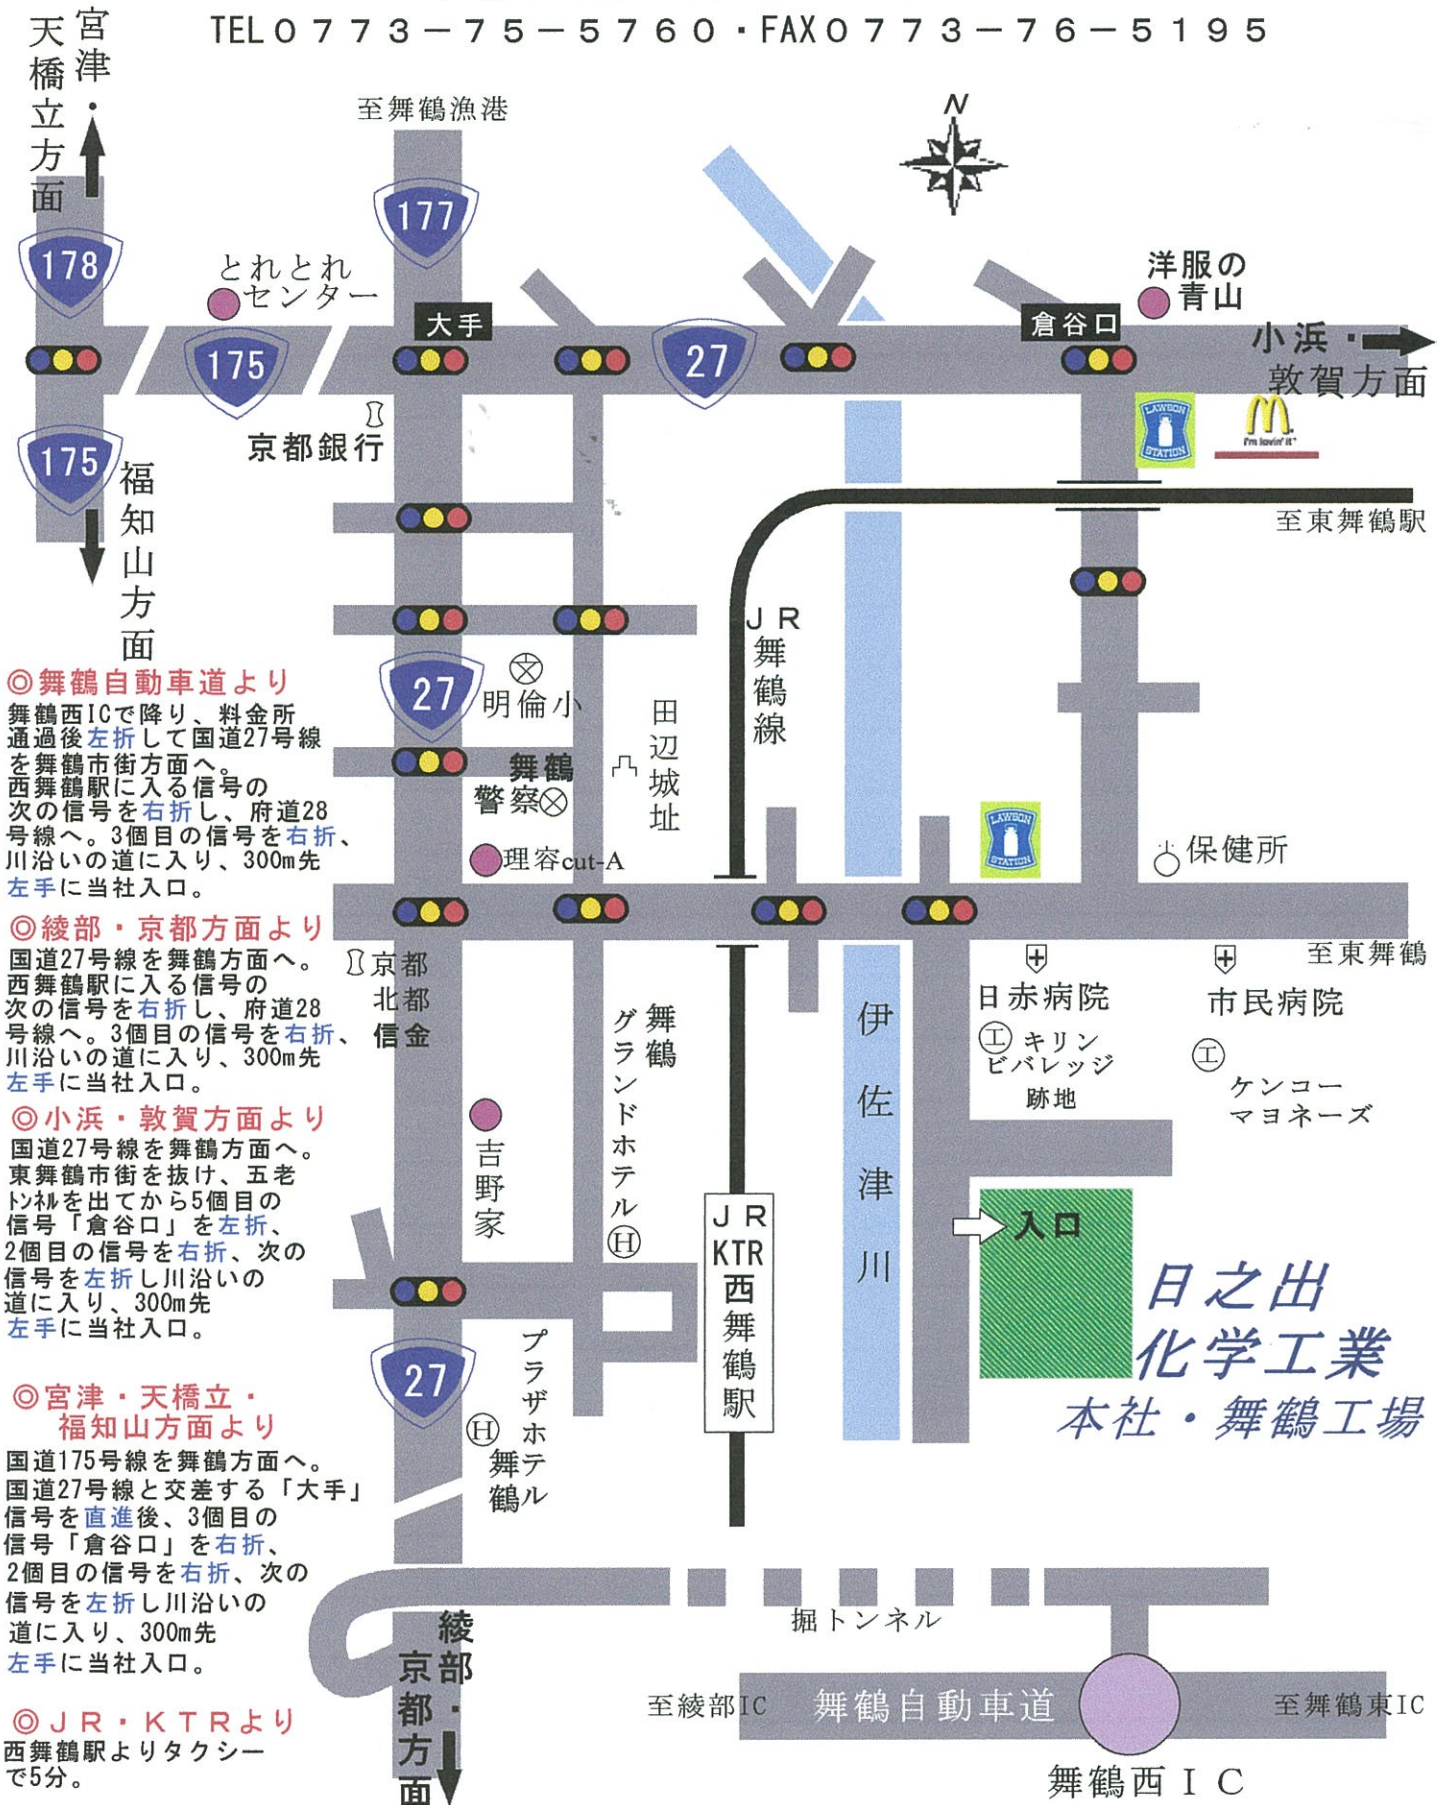 TEL０７７３－７５－５７６０・FAX０７７３－７６－５１９５
宮津・
天橋立方面
至舞鶴漁港
N
177
178
とれとれ
センター
大手
175
27
倉谷口
洋服の
青山
小浜・
敦賀方面
京都銀行
LAWSON
STATION
M
i'm lovin' it
175
福知山方面
至東舞鶴駅
ＪＲ
舞鶴線
27
文
明倫小
田辺城址
舞鶴
警察
理容cut-A
LAWSON
STATION
保健所
京都
北都
信金
至東舞鶴
日赤病院
市民病院
工
キリン
ビバレッジ
跡地
工
ケンコー
マヨネーズ
舞鶴
グランドホテル
H
伊佐津川
吉野家
ＪＲ
KTR
西舞鶴駅
入口
日之出
化学工業
本社・舞鶴工場
27
プラザホテル
舞鶴
H
堀トンネル
綾部・
京都方面
至綾部IC
舞鶴自動車道
至舞鶴東IC
舞鶴西ＩＣ
◎舞鶴自動車道より
舞鶴西ICで降り、料金所
通過後左折して国道27号線
を舞鶴市街方面へ。
西舞鶴駅に入る信号の
次の信号を右折し、府道28
号線へ。3個目の信号を右折、
川沿いの道に入り、300m先
左手に当社入口。
◎綾部・京都方面より
国道27号線を舞鶴方面へ。
西舞鶴駅に入る信号の
次の信号を右折し、府道28
号線へ。3個目の信号を右折、
川沿いの道に入り、300m先
左手に当社入口。
◎小浜・敦賀方面より
国道27号線を舞鶴方面へ。
東舞鶴市街を抜け、五老
ﾄﾝﾈﾙを出てから5個目の
信号「倉谷口」を左折、
2個目の信号を右折、次の
信号を左折し川沿いの
道に入り、300m先
左手に当社入口。
◎宮津・天橋立・
福知山方面より
国道175号線を舞鶴方面へ。
国道27号線と交差する「大手」
信号を直進後、3個目の
信号「倉谷口」を右折、
2個目の信号を右折、次の
信号を左折し川沿いの
道に入り、300m先
左手に当社入口。
◎ＪＲ・ＫＴＲより
西舞鶴駅よりタクシー
で5分。